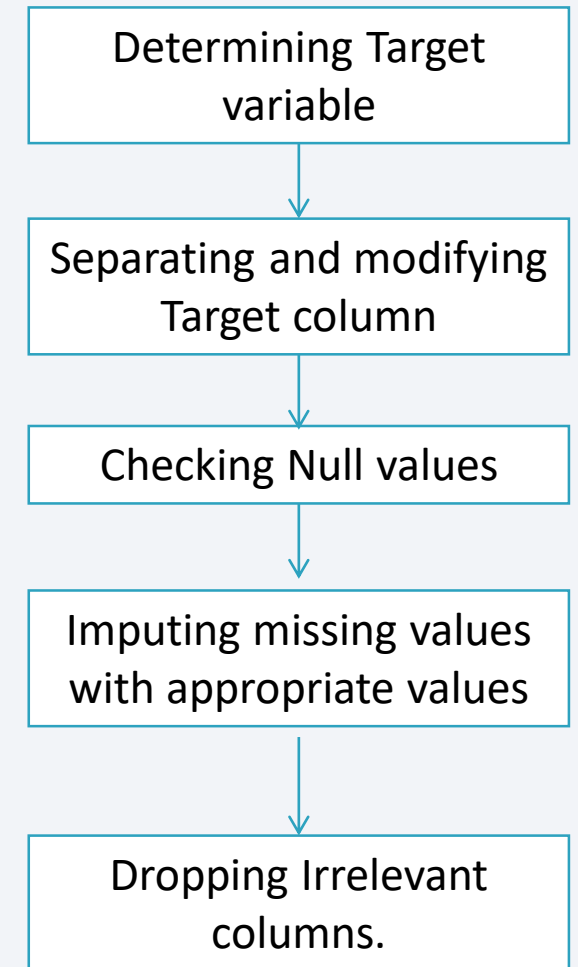 Determining Target
variable
Separating and modifying
Target column
Checking Null values
Imputing missing values
with appropriate values
Dropping Irrelevant
columns.